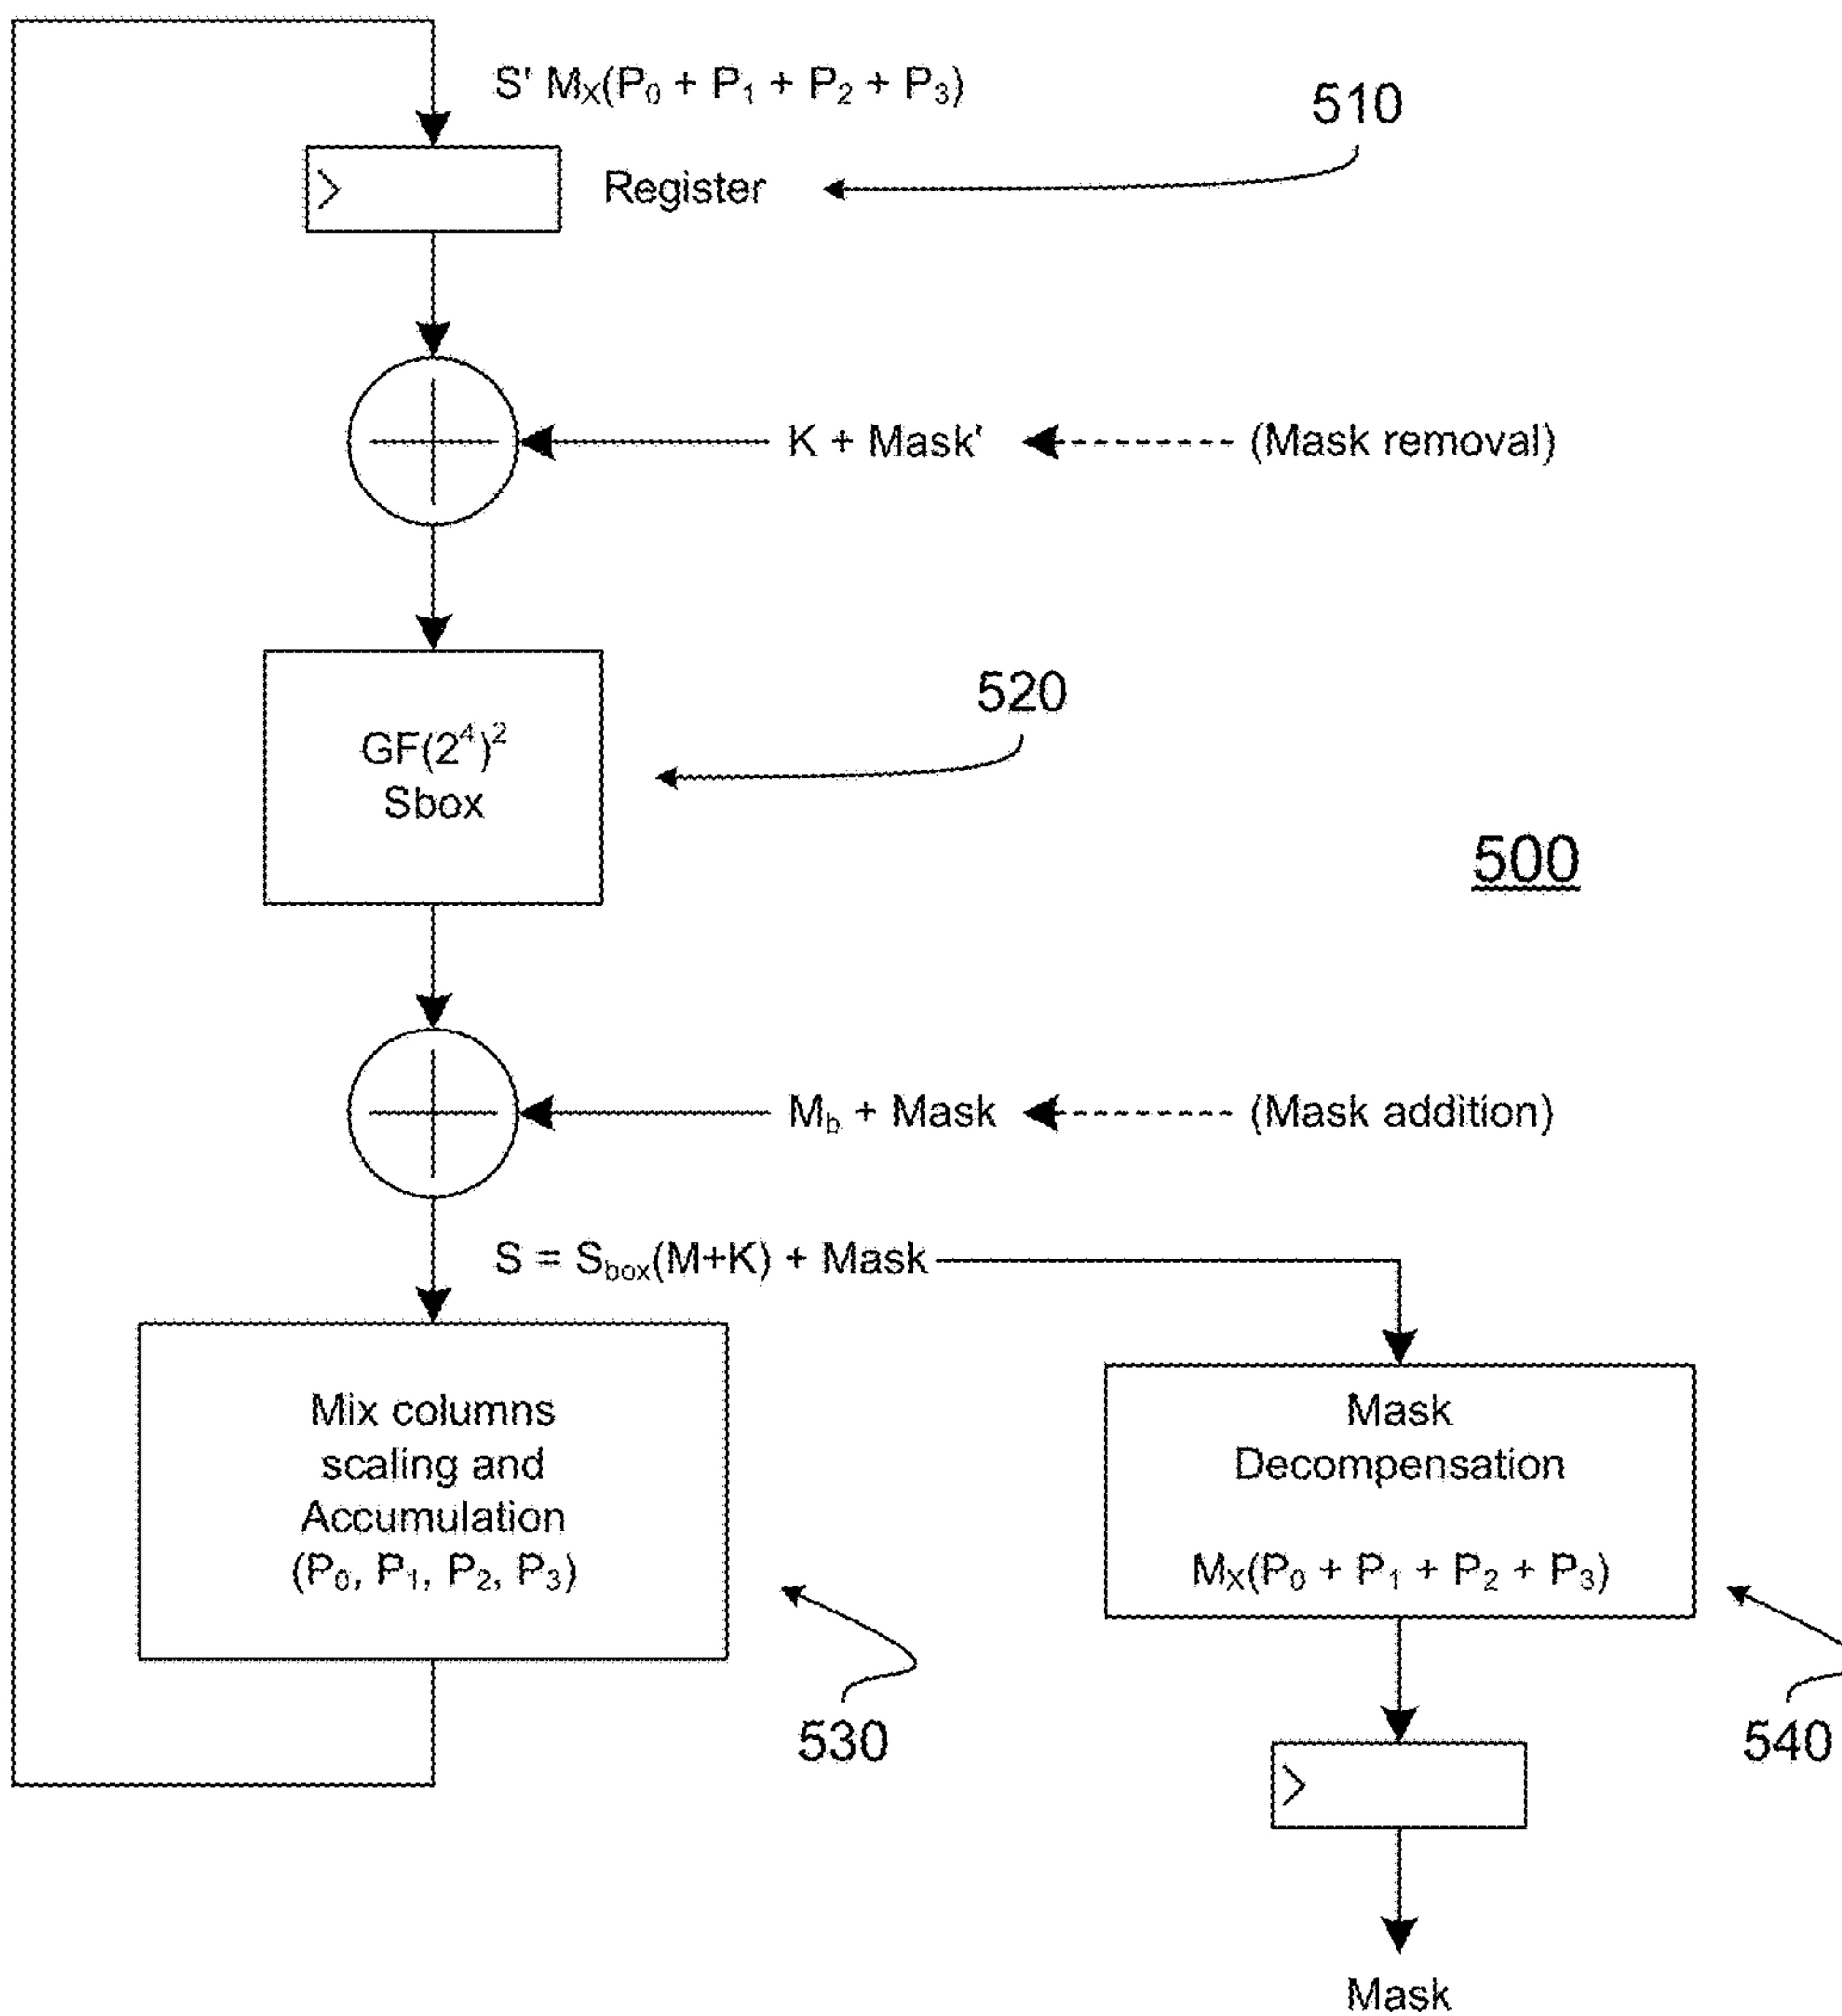 S' Mₓ(P₀ + P₁ + P₂ + P₃)
510
Register
K + Mask'
(Mask removal)
520
GF(2⁴)²
Sbox
500
M_b + Mask
(Mask addition)
S = S_box(M+K) + Mask
Mix columns
scaling and
Accumulation
(P₀, P₁, P₂, P₃)
Mask
Decompensation
Mₓ(P₀ + P₁ + P₂ + P₃)
530
540
Mask